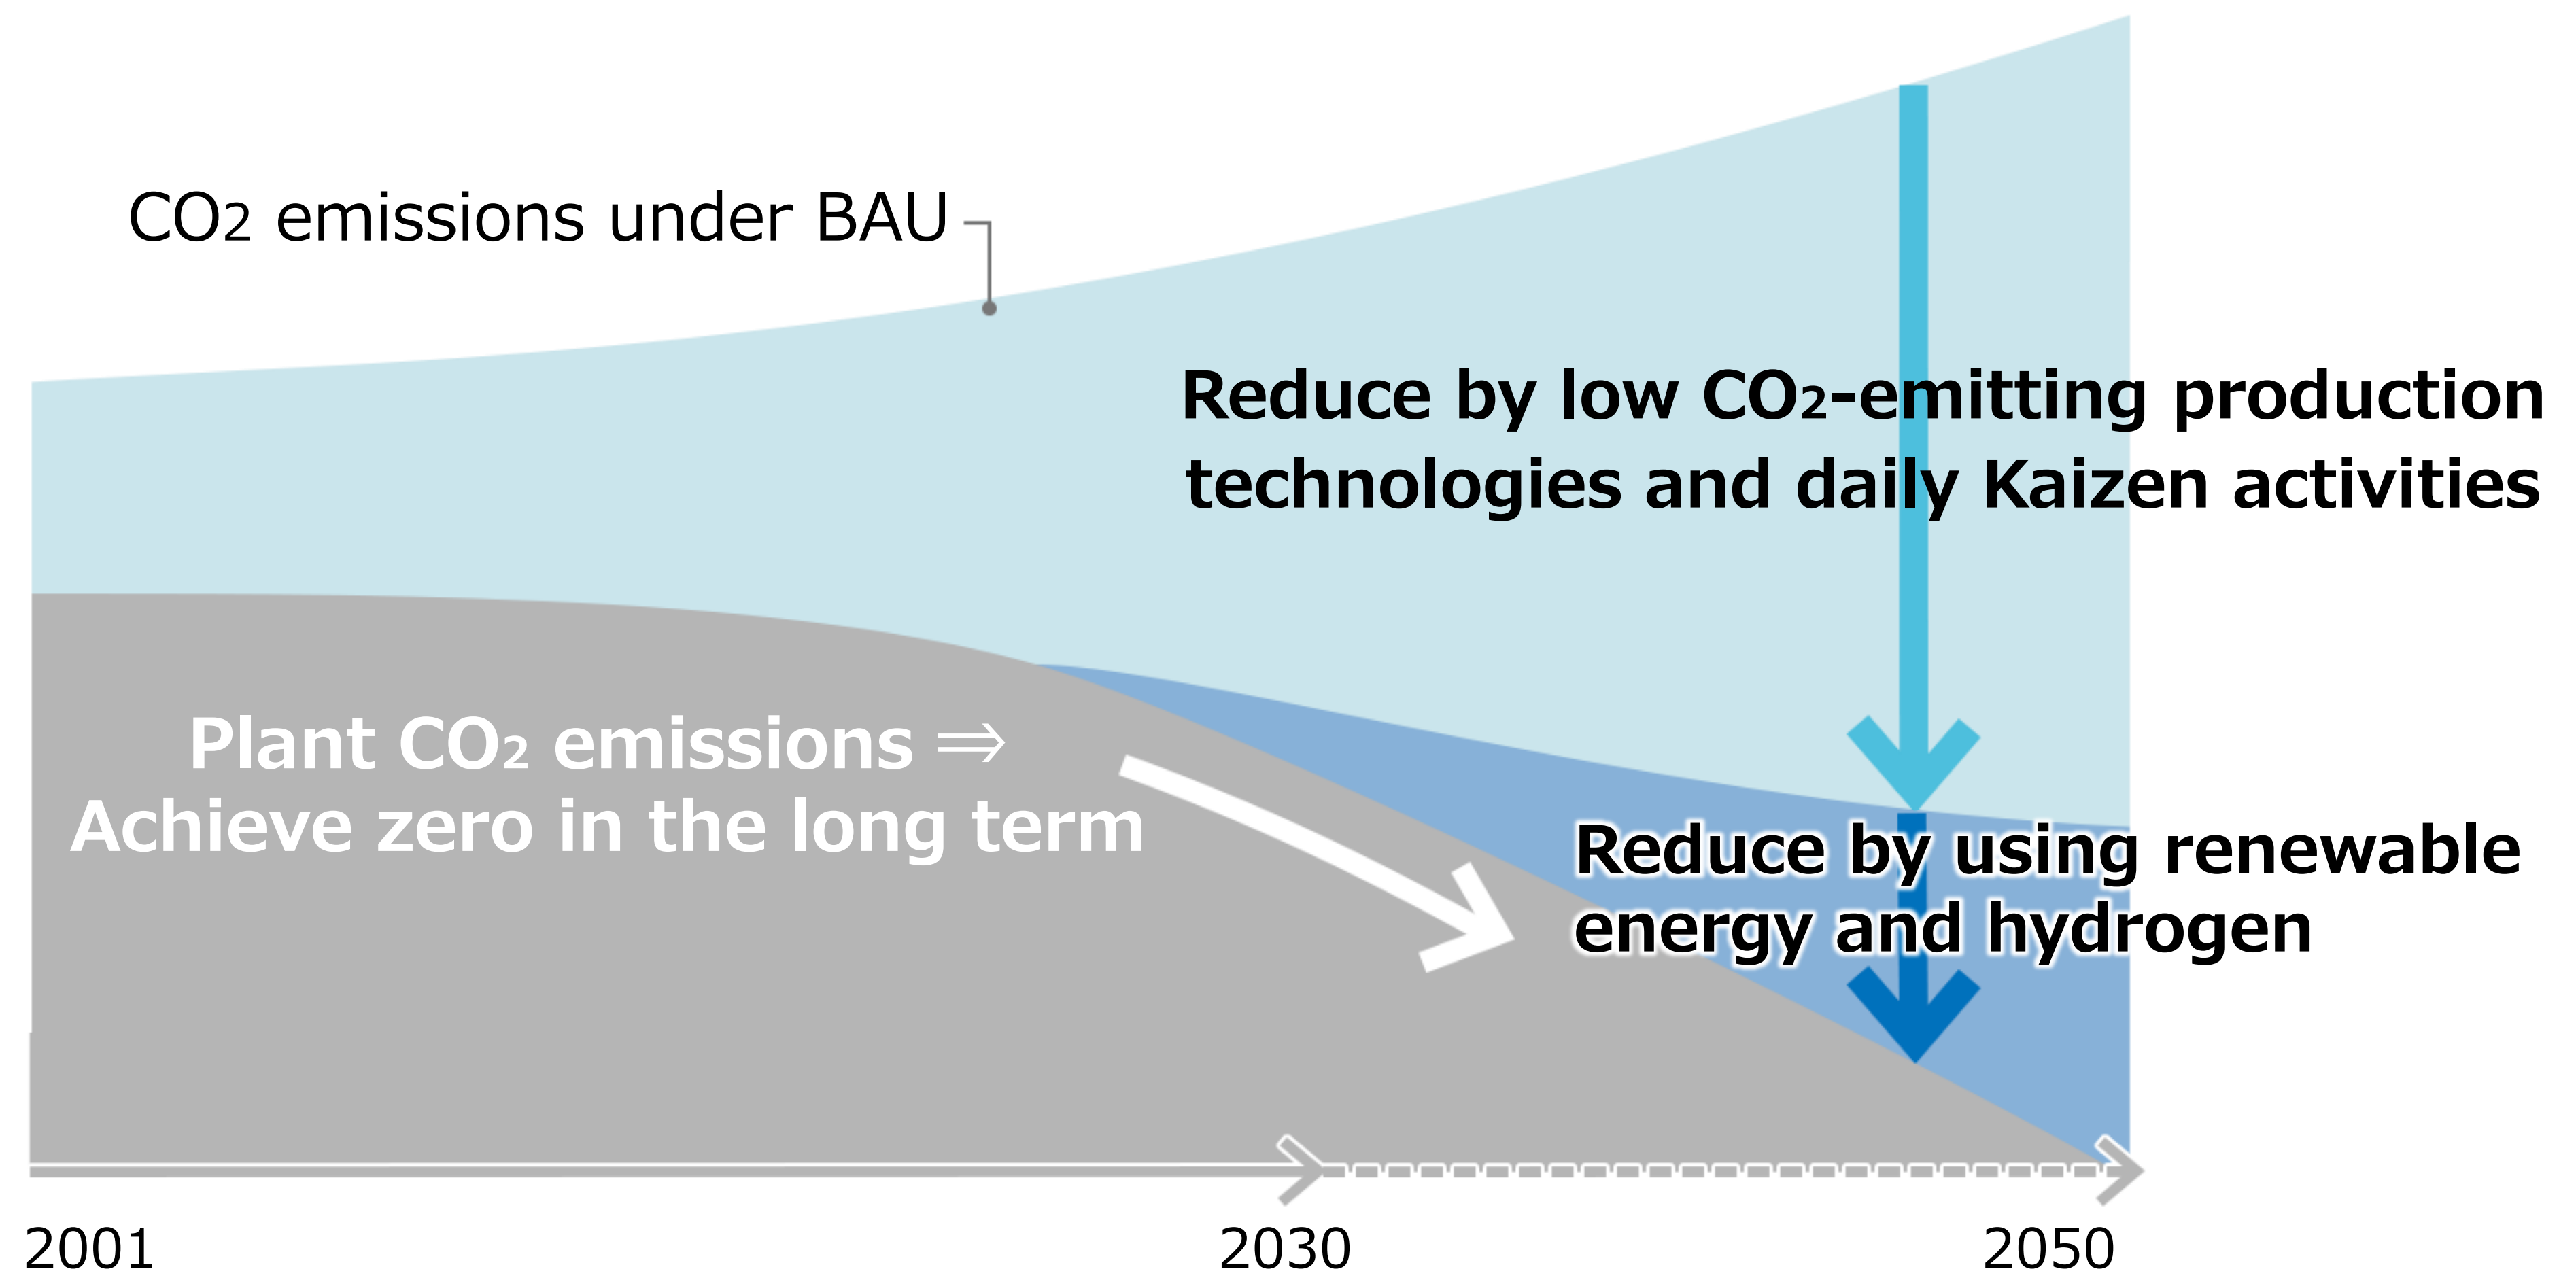 CO2 emissions under BAU
Reduce by low CO2-emitting production
technologies and daily Kaizen activities
Plant CO2 emissions ⇒
Achieve zero in the long term
Reduce by using renewable
energy and hydrogen
2001
2030
2050